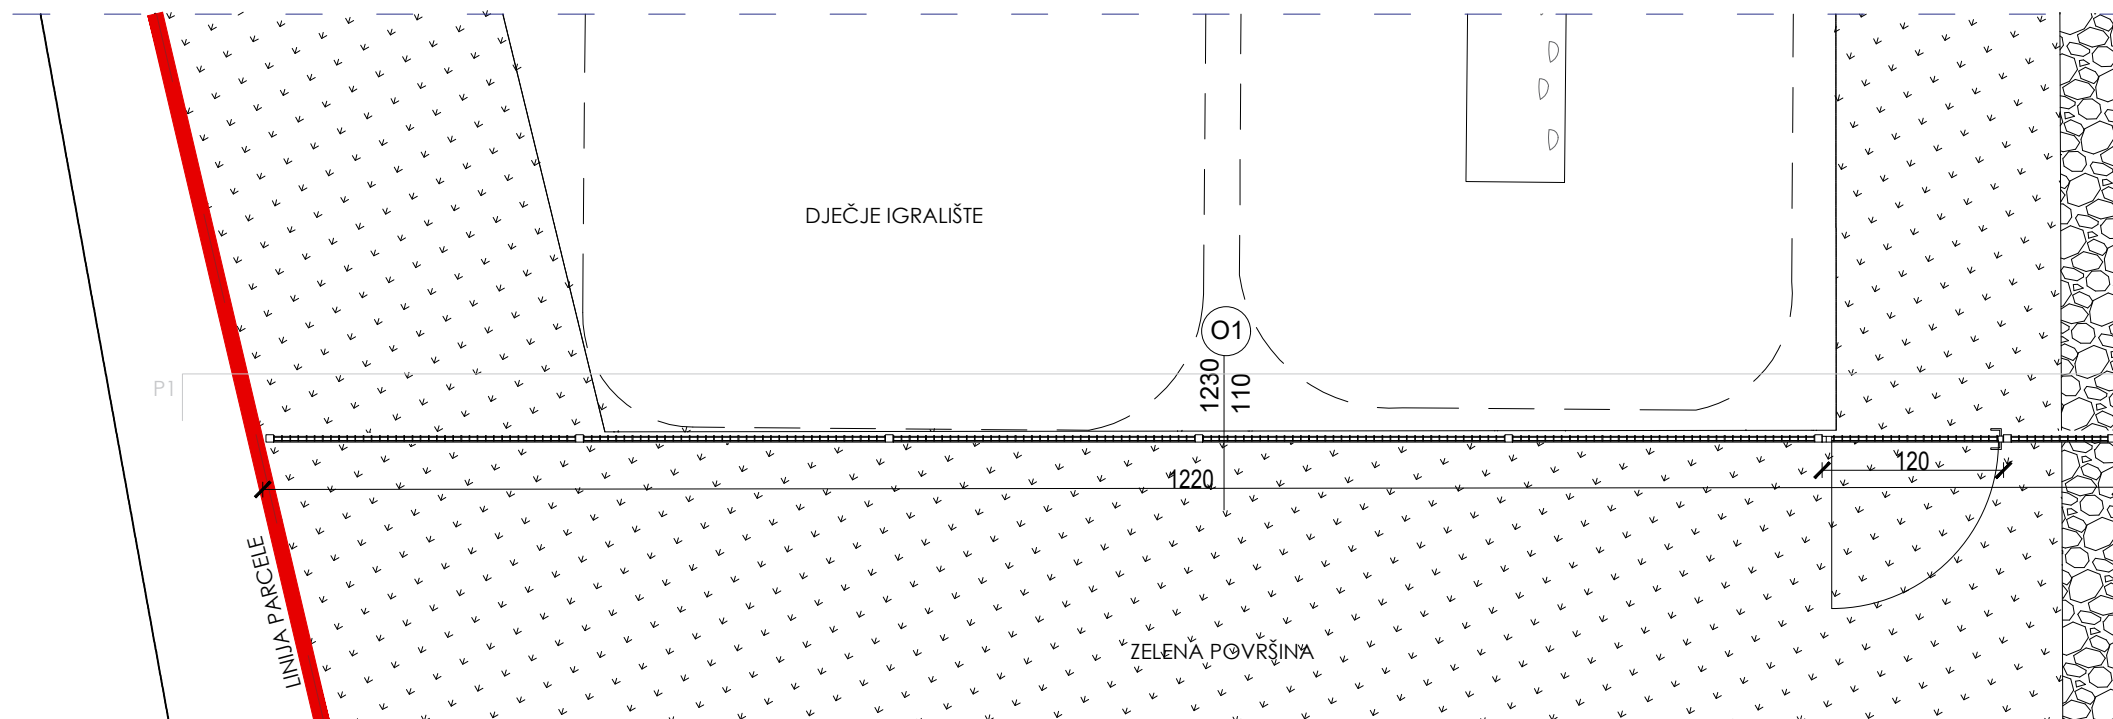 DJEČJE IGRALIŠTE
O1
1230
110
P1
1220
120
LINIJA PARCELE
ZELENA POVRŠINA